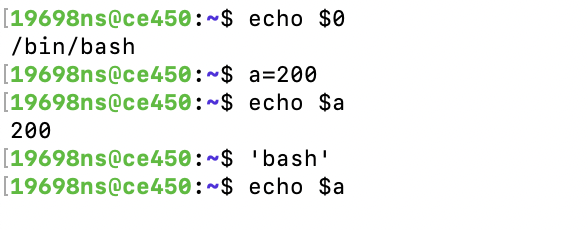 [19698ns@ce450:~$ echo $0
/bin/bash
[19698ns@ce450:~$ a=200
[19698ns@ce450:~$ echo $a
200
[19698ns@ce450:~$ 'bash'
[19698ns@ce450:~$ echo $a